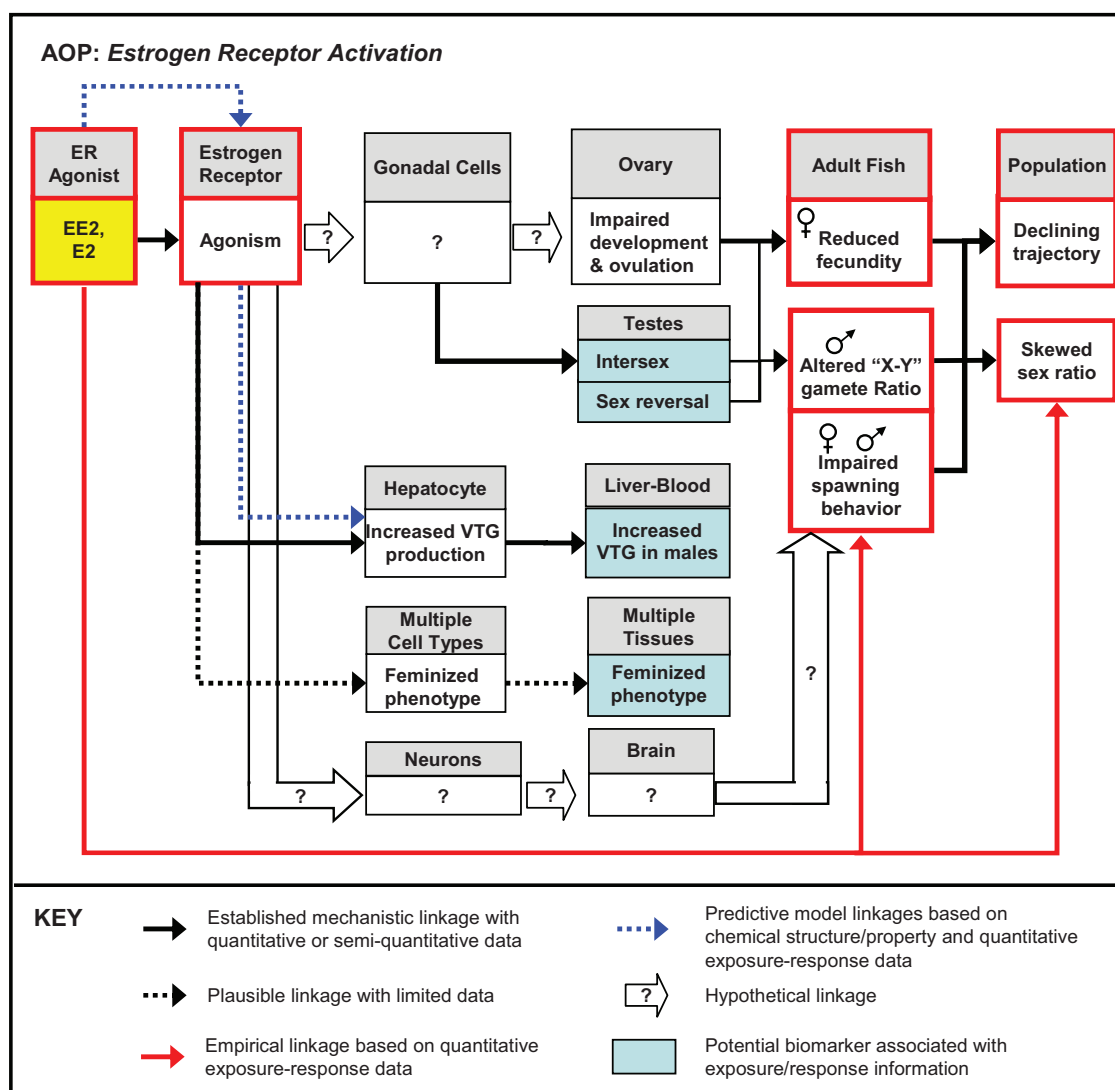 AOP: Estrogen Receptor Activation
ER
Agonist
EE2,
E2
Estrogen
Receptor
Agonism
?
Gonadal Cells
?
?
Ovary
Impaired
development
& ovulation
Adult Fish
♀ Reduced
fecundity
Population
Declining
trajectory
Testes
Intersex
Sex reversal
♂
Altered “X-Y”
gamete Ratio
Skewed
sex ratio
♀ ♂
Impaired
spawning
behavior
Hepatocyte
Increased VTG
production
Liver-Blood
Increased
VTG in males
Multiple
Cell Types
Feminized
phenotype
Multiple
Tissues
Feminized
phenotype
?
Neurons
?
?
?
Brain
?
KEY
Established mechanistic linkage with
quantitative or semi-quantitative data
Plausible linkage with limited data
Empirical linkage based on quantitative
exposure-response data
Predictive model linkages based on
chemical structure/property and quantitative
exposure-response data
?
Hypothetical linkage
Potential biomarker associated with
exposure/response information